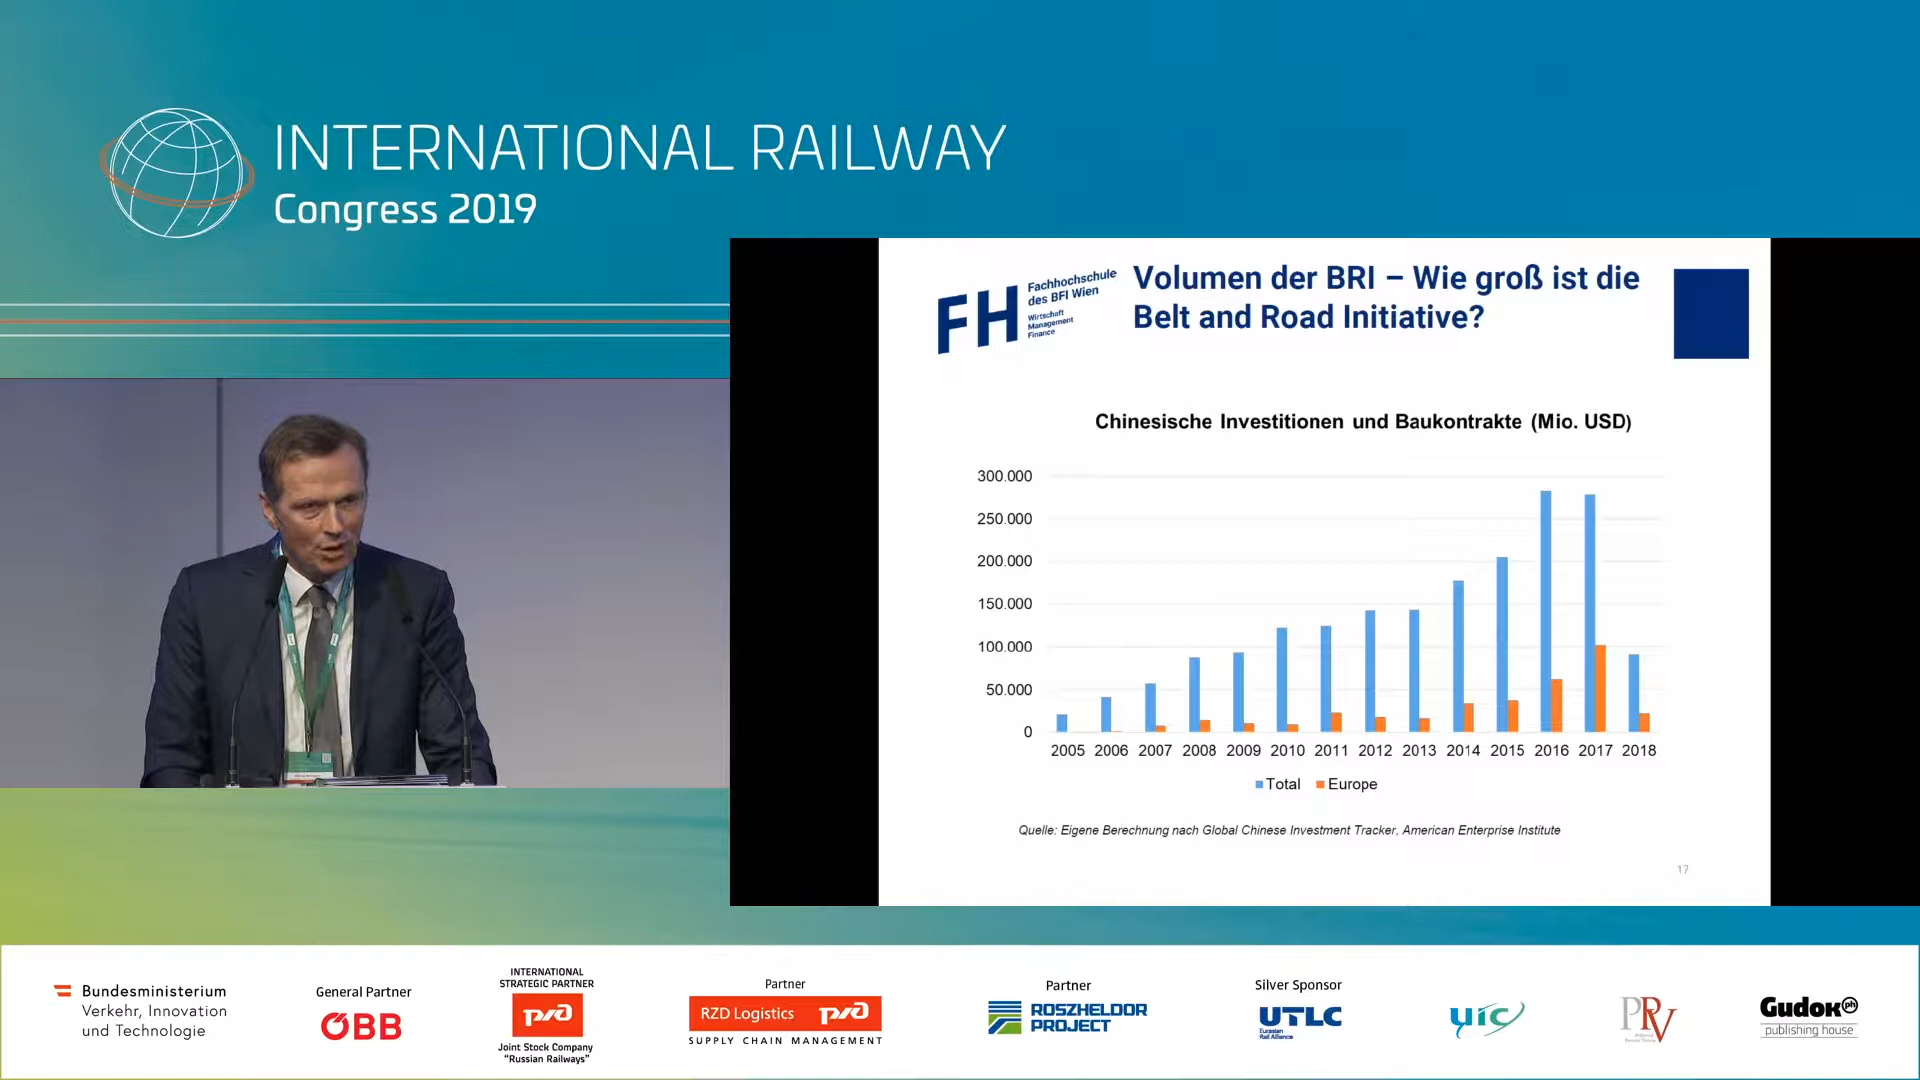 INTERNATIONAL RAILWAY
Congress 2019
FH
Fachhochschule
des BFI Wien
Wirtschaft
Management
Finance
Volumen der BRI – Wie groß ist die
Belt and Road Initiative?
Chinesische Investitionen und Baukontrakte (Mio. USD)
300.000
250.000
200.000
150.000
100.000
50.000
0
2005 2006 2007 2008 2009 2010 2011 2012 2013 2014 2015 2016 2017 2018
Total Europe
Quelle: Eigene Berechnung nach Global Chinese Investment Tracker, American Enterprise Institute
17
Bundesministerium
Verkehr, Innovation
und Technologie
General Partner
ÖBB
INTERNATIONAL
STRATEGIC PARTNER
Joint Stock Company
“Russian Railways”
Partner
RZD Logistics
SUPPLY CHAIN MANAGEMENT
Partner
ROSZHELDOR
PROJECT
Silver Sponsor
UTLC
Eurasian
Rail Alliance
uic
PRV
Gudok ph
publishing house